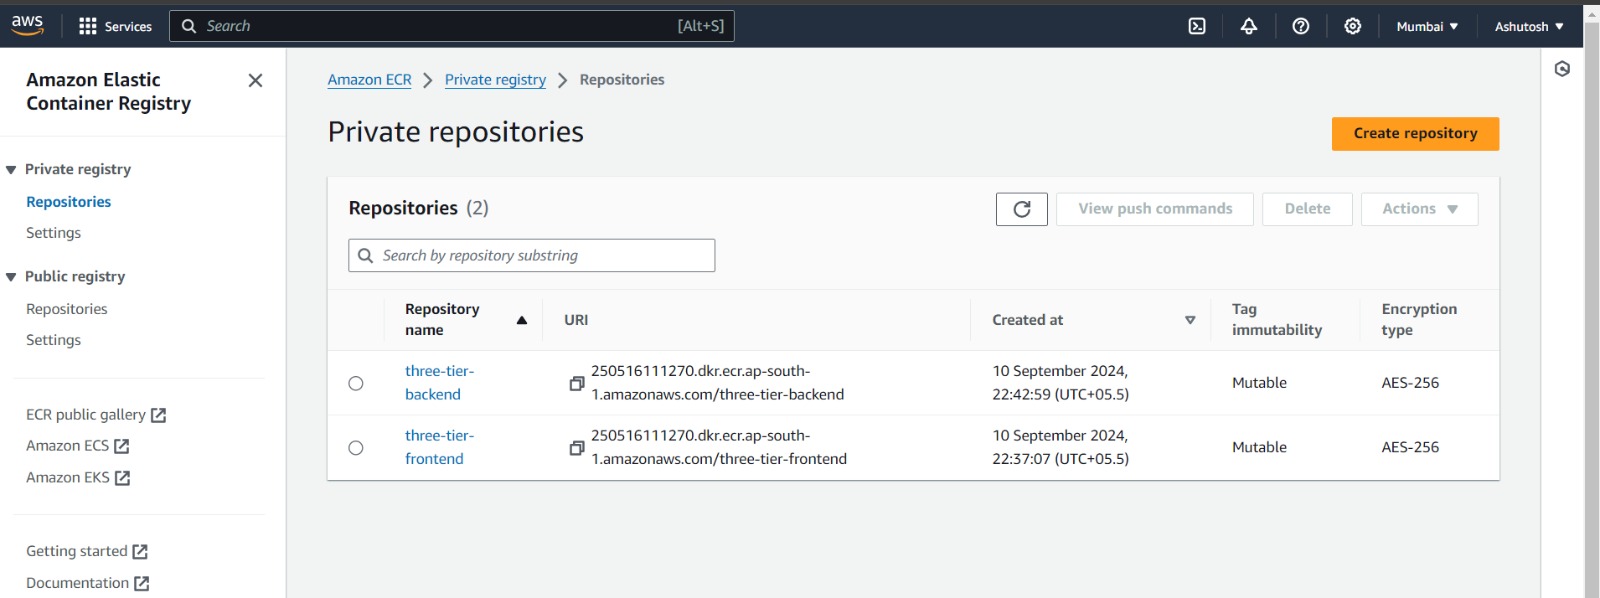 aws
Services
Search
[Alt+S]
Mumbai
Ashutosh
Amazon Elastic
Container Registry
Private registry
Repositories
Settings
Public registry
Repositories
Settings
ECR public gallery
Amazon ECS
Amazon EKS
Getting started
Documentation
Amazon ECR
Private registry
Repositories
Private repositories
Create repository
Repositories (2)
View push commands
Delete
Actions
Search by repository substring
Repository
name
URI
Created at
Tag
immutability
Encryption
type
three-tier-
backend
250516111270.dkr.ecr.ap-south-
1.amazonaws.com/three-tier-backend
10 September 2024,
22:42:59 (UTC+05.5)
Mutable
AES-256
three-tier-
frontend
250516111270.dkr.ecr.ap-south-
1.amazonaws.com/three-tier-frontend
10 September 2024,
22:37:07 (UTC+05.5)
Mutable
AES-256